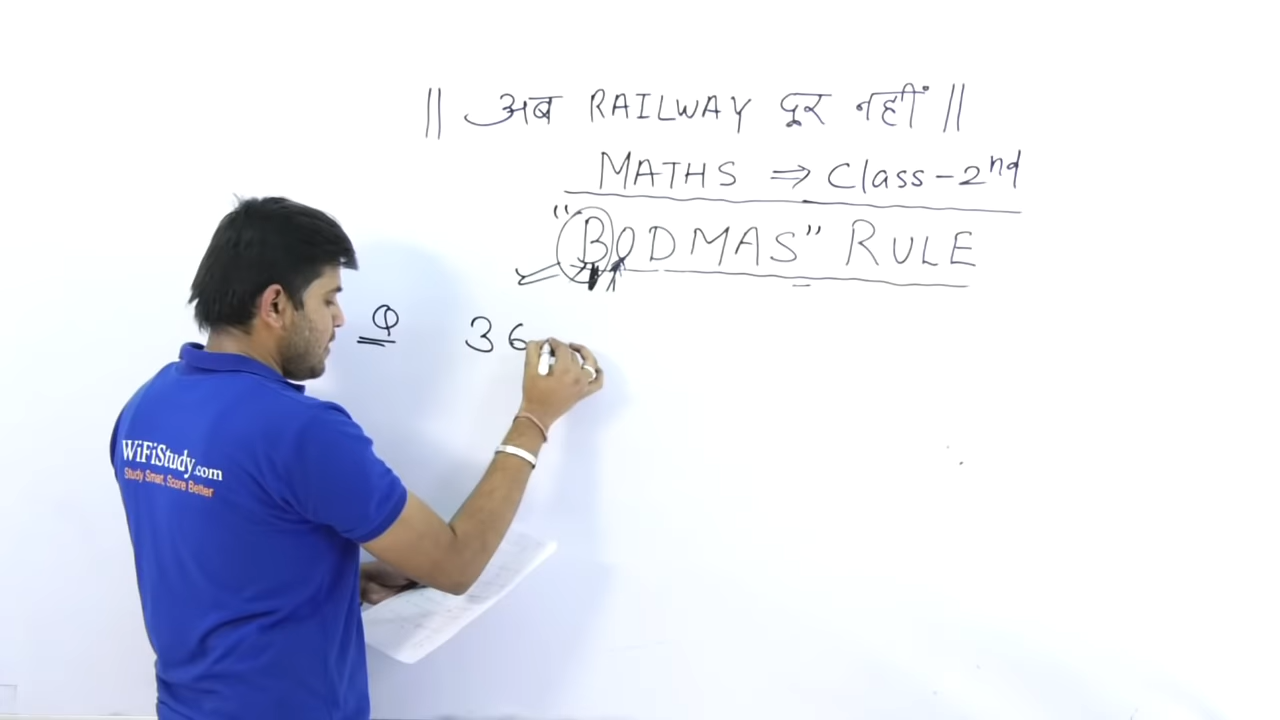 || अब RAILWAY दूर नहीं ||
MATHS ⇒ Class-2nd
"BODMAS" RULE
Q 36
WiFiStudy.com
Study Smart, Score Better